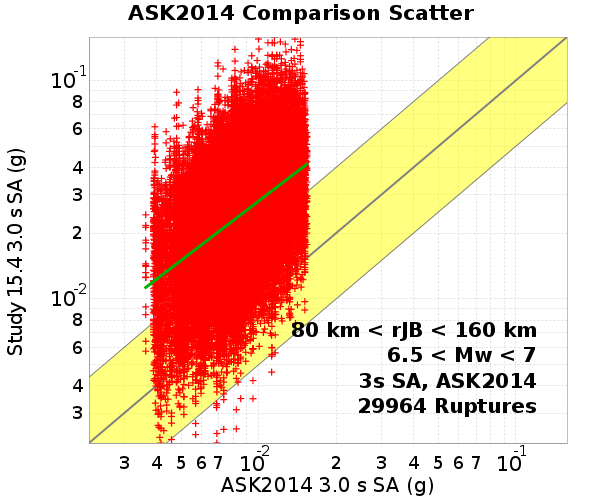 ASK2014 Comparison Scatter
Study 15.4 3.0 s SA (g)
10-1
8
6
4
3
2
10-2
8
6
4
3
80 km < rJB < 160 km
6.5 < Mw < 7
3s SA, ASK2014
29964 Ruptures
3 4 5 6 7 10-2 2 3 4 5 6 7 10-1
ASK2014 3.0 s SA (g)